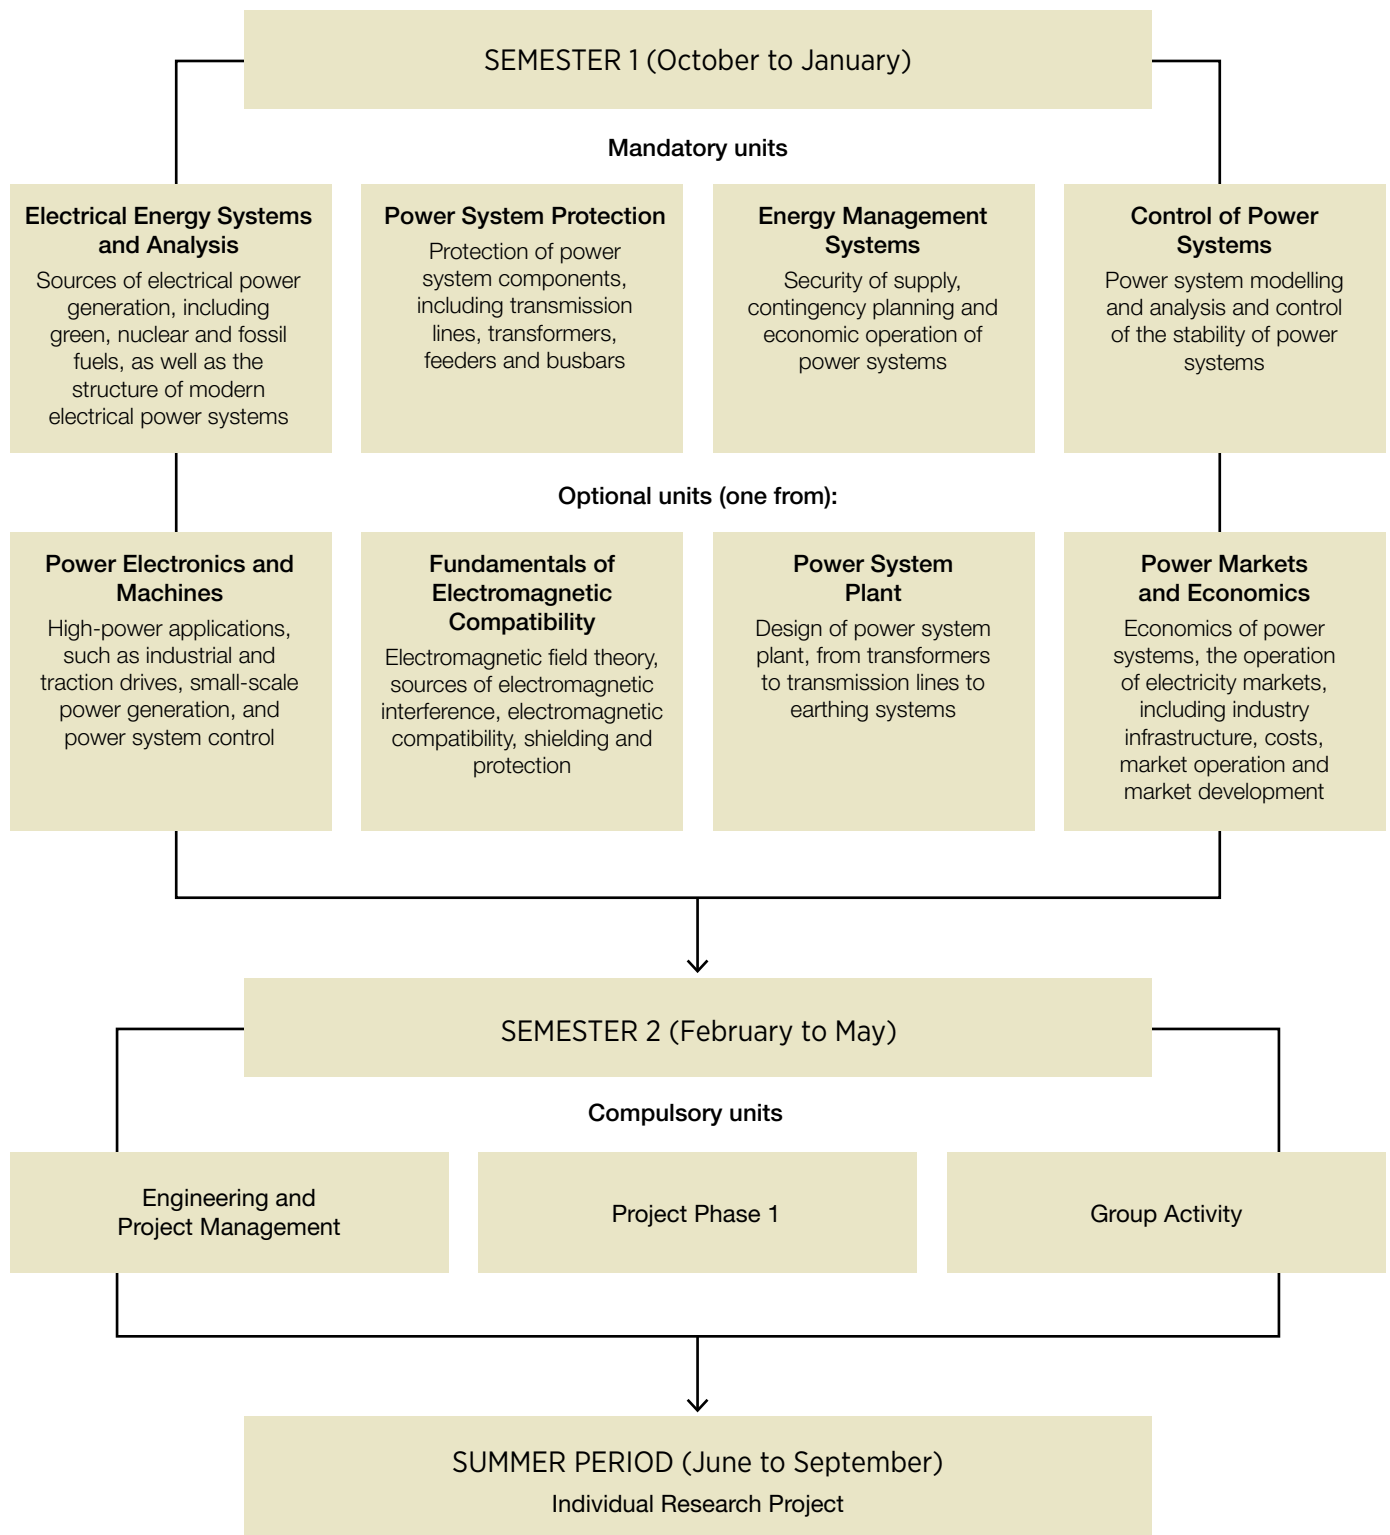 SEMESTER 1 (October to January)
Mandatory units
Electrical Energy Systems
and Analysis
Sources of electrical power
generation, including
green, nuclear and fossil
fuels, as well as the
structure of modern
electrical power systems
Power System Protection
Protection of power
system components,
including transmission
lines, transformers,
feeders and busbars
Energy Management
Systems
Security of supply,
contingency planning and
economic operation of
power systems
Control of Power
Systems
Power system modelling
and analysis and control
of the stability of power
systems
Optional units (one from):
Power Electronics and
Machines
High-power applications,
such as industrial and
traction drives, small-scale
power generation, and
power system control
Fundamentals of
Electromagnetic
Compatibility
Electromagnetic field theory,
sources of electromagnetic
interference, electromagnetic
compatibility, shielding and
protection
Power System
Plant
Design of power system
plant, from transformers
to transmission lines to
earthing systems
Power Markets
and Economics
Economics of power
systems, the operation
of electricity markets,
including industry
infrastructure, costs,
market operation and
market development
SEMESTER 2 (February to May)
Compulsory units
Engineering and
Project Management
Project Phase 1
Group Activity
SUMMER PERIOD (June to September)
Individual Research Project